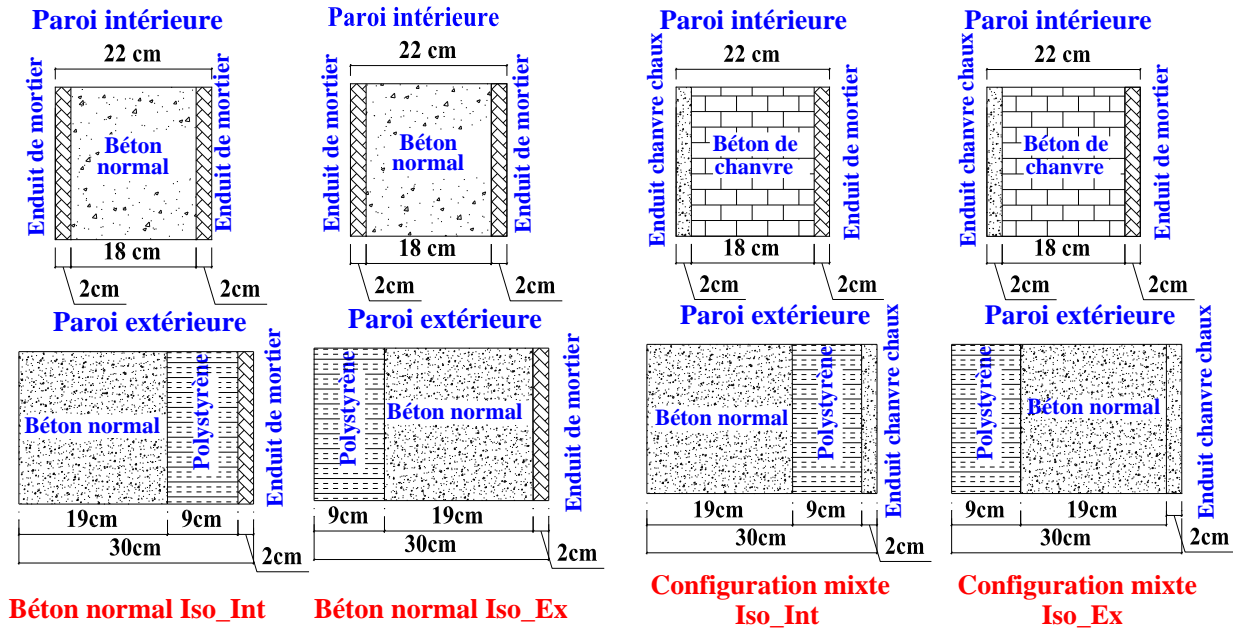 Paroi intérieure
22 cm
Enduit de mortier
Béton
normal
Enduit de mortier
18 cm
2cm
2cm
Paroi extérieure
Béton normal
Polystyrène
Enduit de mortier
19cm
9cm
30cm
2cm
Béton normal Iso_Int
Paroi intérieure
22 cm
Enduit de mortier
Béton
normal
Enduit de mortier
18 cm
2cm
2cm
Paroi extérieure
Polystyrène
Béton normal
Enduit de mortier
9cm
19cm
30cm
2cm
Béton normal Iso_Ex
Paroi intérieure
22 cm
Enduit chanvre chaux
Béton de
chanvre
Enduit de mortier
18 cm
2cm
2cm
Paroi extérieure
Béton normal
Polystyrène
Enduit chanvre chaux
19cm
9cm
30cm
2cm
Configuration mixte
Iso_Int
Paroi intérieure
22 cm
Enduit chanvre chaux
Béton de
chanvre
Enduit de mortier
18 cm
2cm
2cm
Paroi extérieure
Polystyrène
Béton normal
Enduit chanvre chaux
9cm
19cm
30cm
2cm
Configuration mixte
Iso_Ex